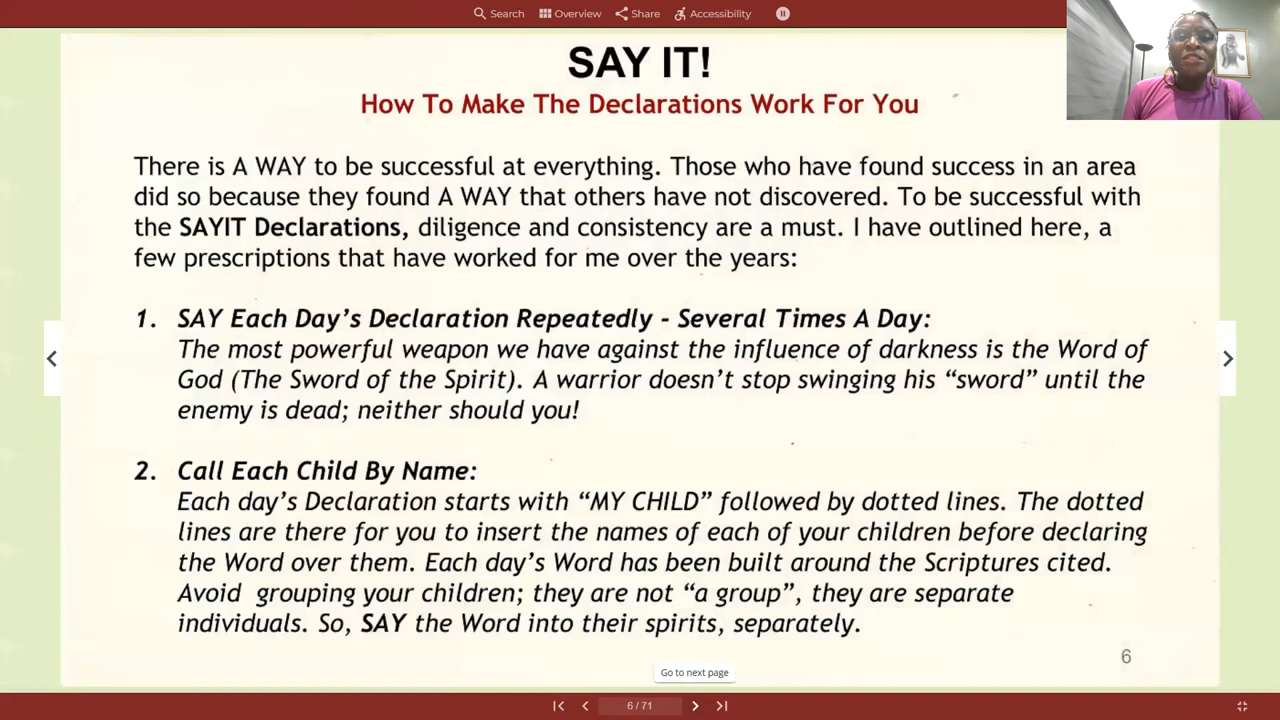 Search Overview Share Accessibility
SAY IT!
How To Make The Declarations Work For You
There is A WAY to be successful at everything. Those who have found success in an area
did so because they found A WAY that others have not discovered. To be successful with
the SAYIT Declarations, diligence and consistency are a must. I have outlined here, a
few prescriptions that have worked for me over the years:
1. SAY Each Day's Declaration Repeatedly - Several Times A Day:
The most powerful weapon we have against the influence of darkness is the Word of
God (The Sword of the Spirit). A warrior doesn't stop swinging his “sword” until the
enemy is dead; neither should you!
2. Call Each Child By Name:
Each day's Declaration starts with “MY CHILD” followed by dotted lines. The dotted
lines are there for you to insert the names of each of your children before declaring
the Word over them. Each day's Word has been built around the Scriptures cited.
Avoid grouping your children; they are not “a group”, they are separate
individuals. So, SAY the Word into their spirits, separately.
6
Go to next page
6 / 71